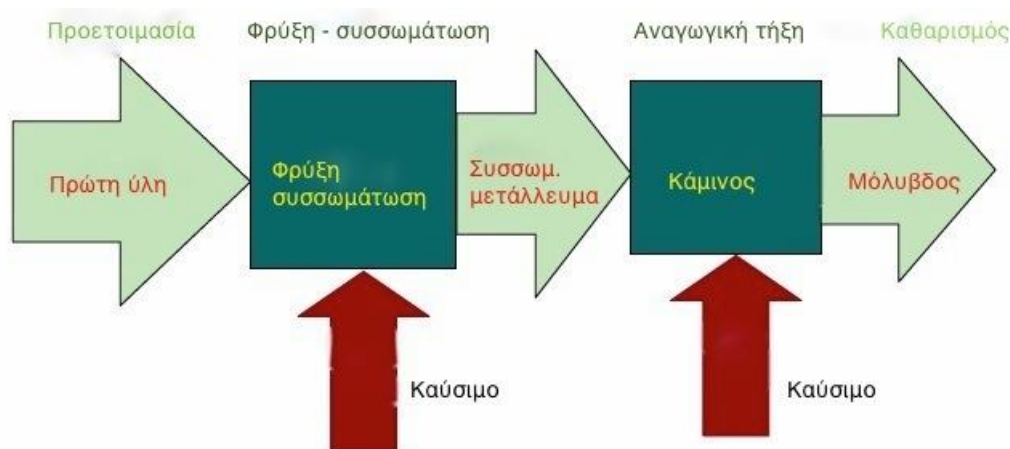 Προετοιμασία
Φρύξη - συσσωμάτωση
Αναγωγική τήξη
Καθαρισμός
Πρώτη ύλη
Φρύξη
συσσωμάτωση
Συσσωμ.
μετάλλευμα
Κάμινος
Μόλυβδος
Καύσιμο
Καύσιμο